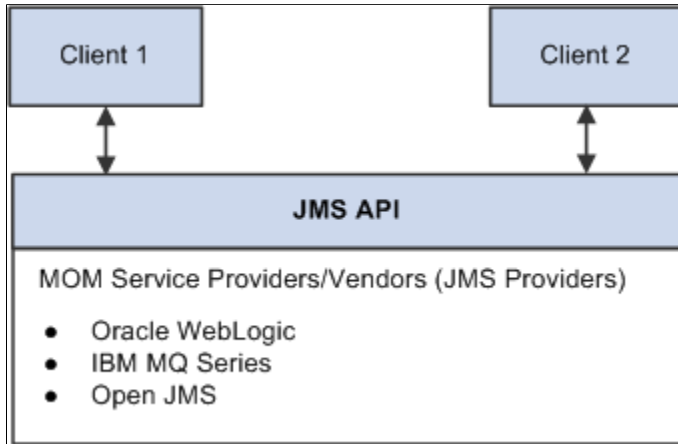 Client 1
Client 2
JMS API
MOM Service Providers/Vendors (JMS Providers)
● Oracle WebLogic
● IBM MQ Series
● Open JMS